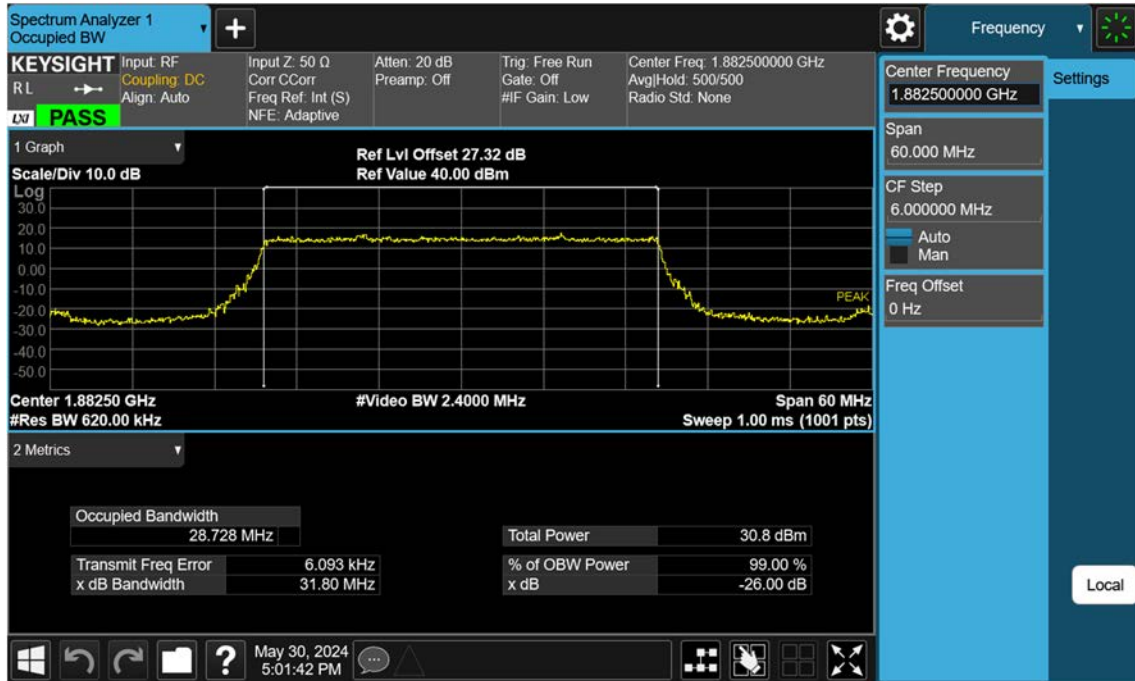 Spectrum Analyzer 1
Occupied BW
+
Frequency
KEYSIGHT
R L
LXI
PASS
Input: RF
Coupling: DC
Align: Auto
Input Z: 50 Ω
Corr CCorr
Freq Ref: Int (S)
NFE: Adaptive
Atten: 20 dB
Preamp: Off
Trig: Free Run
Gate: Off
#IF Gain: Low
Center Freq: 1.882500000 GHz
Avg|Hold: 500/500
Radio Std: None
Center Frequency
1.882500000 GHz
Settings
Span
60.000 MHz
CF Step
6.000000 MHz
Auto
Man
Freq Offset
0 Hz
Local
1 Graph
Scale/Div 10.0 dB
Ref Lvl Offset 27.32 dB
Ref Value 40.00 dBm
Log
30.0
20.0
10.0
0.00
-10.0
-20.0
-30.0
-40.0
-50.0
PEAK
Center 1.88250 GHz
#Video BW 2.4000 MHz
Span 60 MHz
#Res BW 620.00 kHz
Sweep 1.00 ms (1001 pts)
2 Metrics
Occupied Bandwidth
28.728 MHz
Total Power 30.8 dBm
Transmit Freq Error 6.093 kHz
% of OBW Power 99.00 %
x dB Bandwidth 31.80 MHz
x dB -26.00 dB
?
May 30, 2024
5:01:42 PM